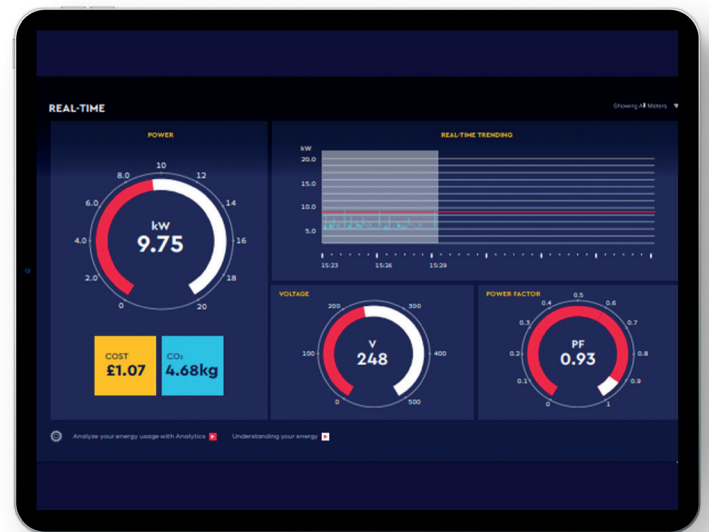 REAL-TIME
Showing All Meters
POWER
10
8.0
12
6.0
14
4.0
16
2.0
18
0
20
kW
9.75
COST
£1.07
CO₂
4.68kg
REAL-TIME TRENDING
kW
20.0
15.0
10.0
5.0
15:23
15:26
15:29
VOLTAGE
200
300
100
400
0
500
V
248
POWER FACTOR
0.5
0.4
0.6
0.3
0.7
0.2
0.8
0.1
0.9
0
1
PF
0.93
Analyze your energy usage with Analytics
Understanding your energy